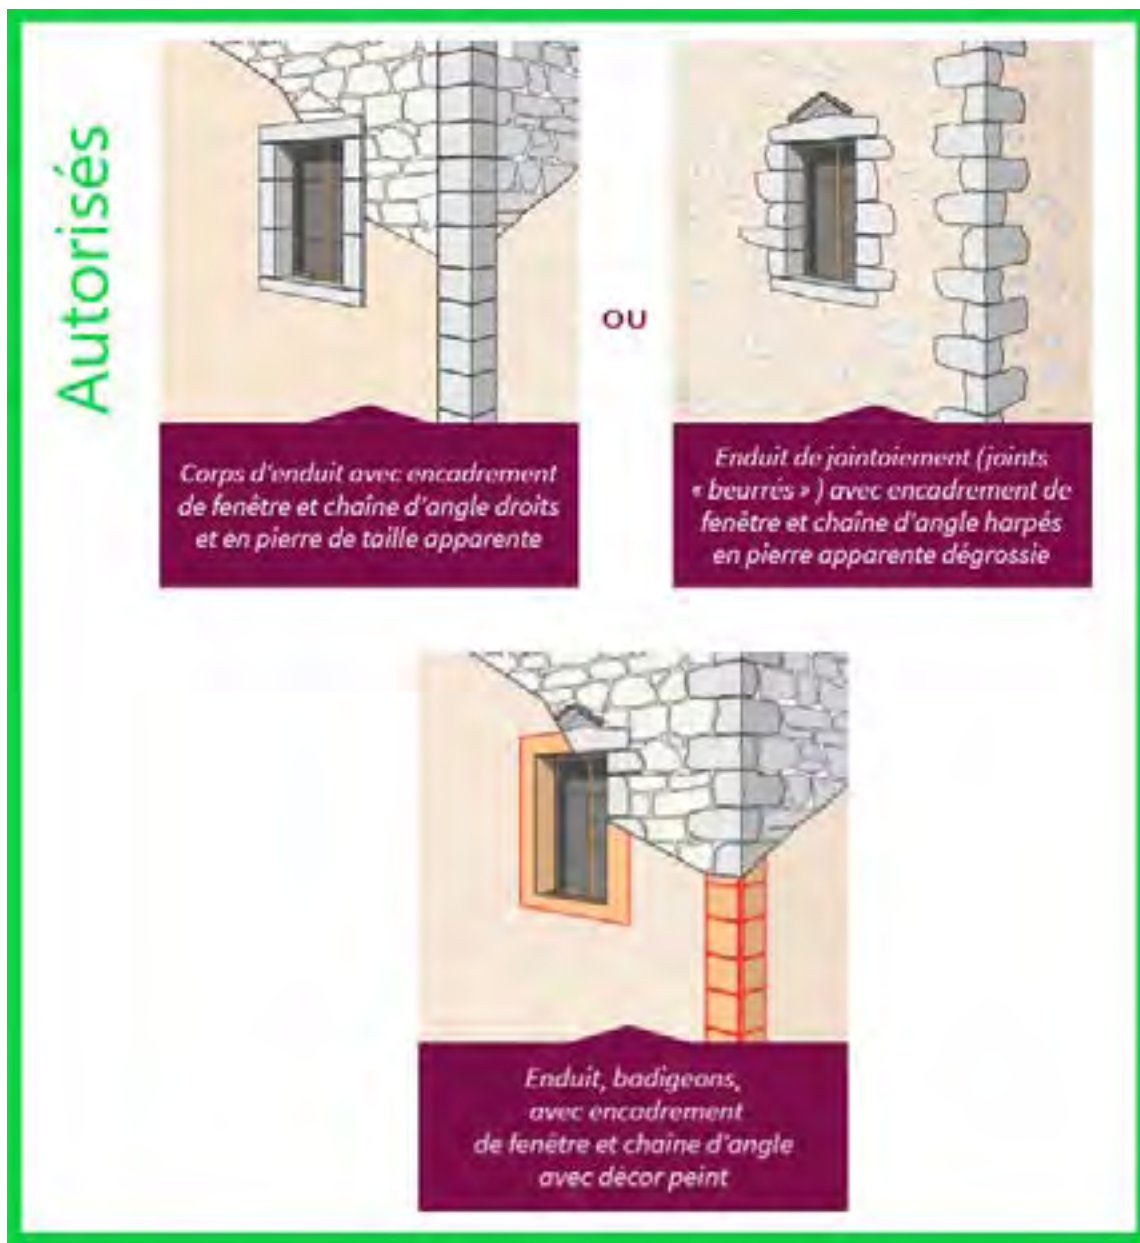 Autorisés
Corps d'enduit avec encadrement
de fenêtre et chaîne d'angle droits
et en pierre de taille apparente
OU
Enduit de jointoiement (joints
« beurrés » ) avec encadrement de
fenêtre et chaîne d'angle harpés
en pierre apparente dégrossie
Enduit, badigeons,
avec encadrement
de fenêtre et chaîne d'angle
avec décor peint